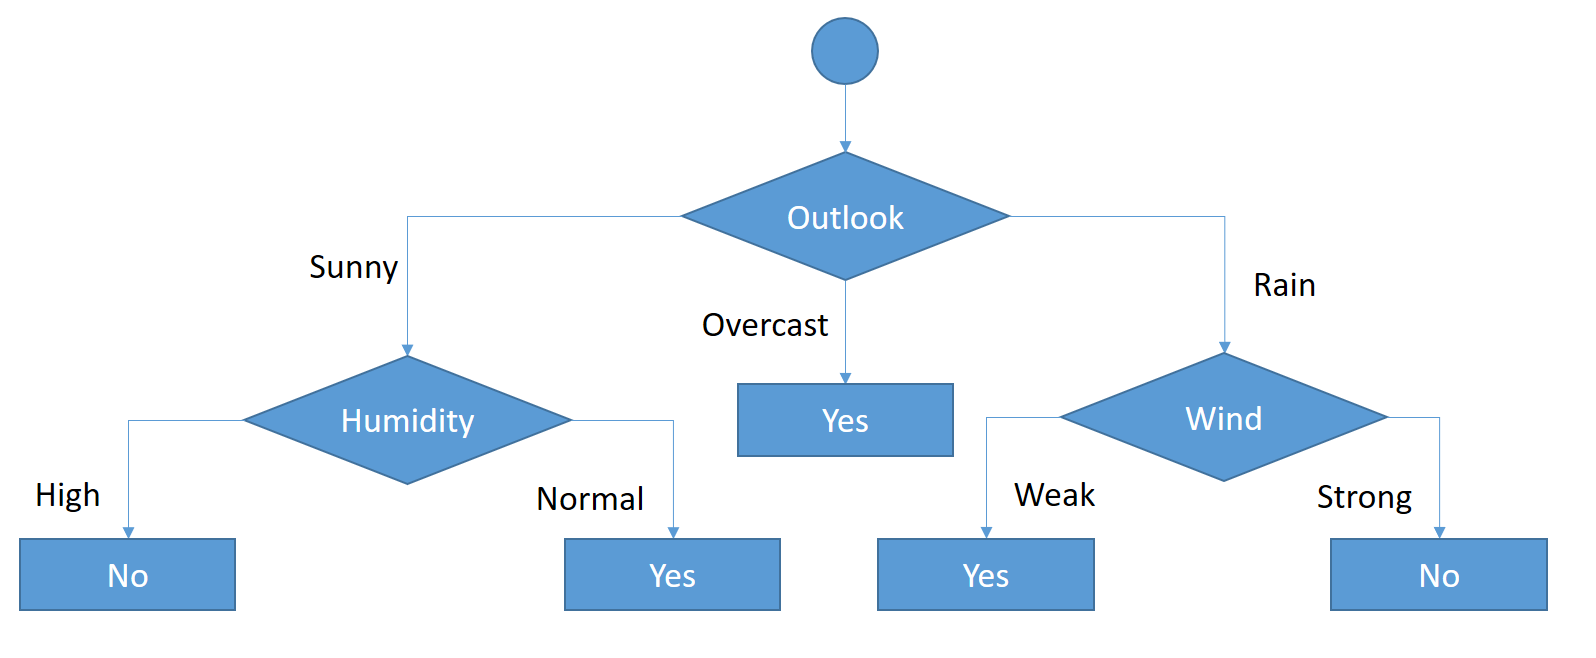 Outlook
Sunny
Rain
Overcast
Humidity
Yes
Wind
High
Normal
Weak
Strong
No
Yes
Yes
No